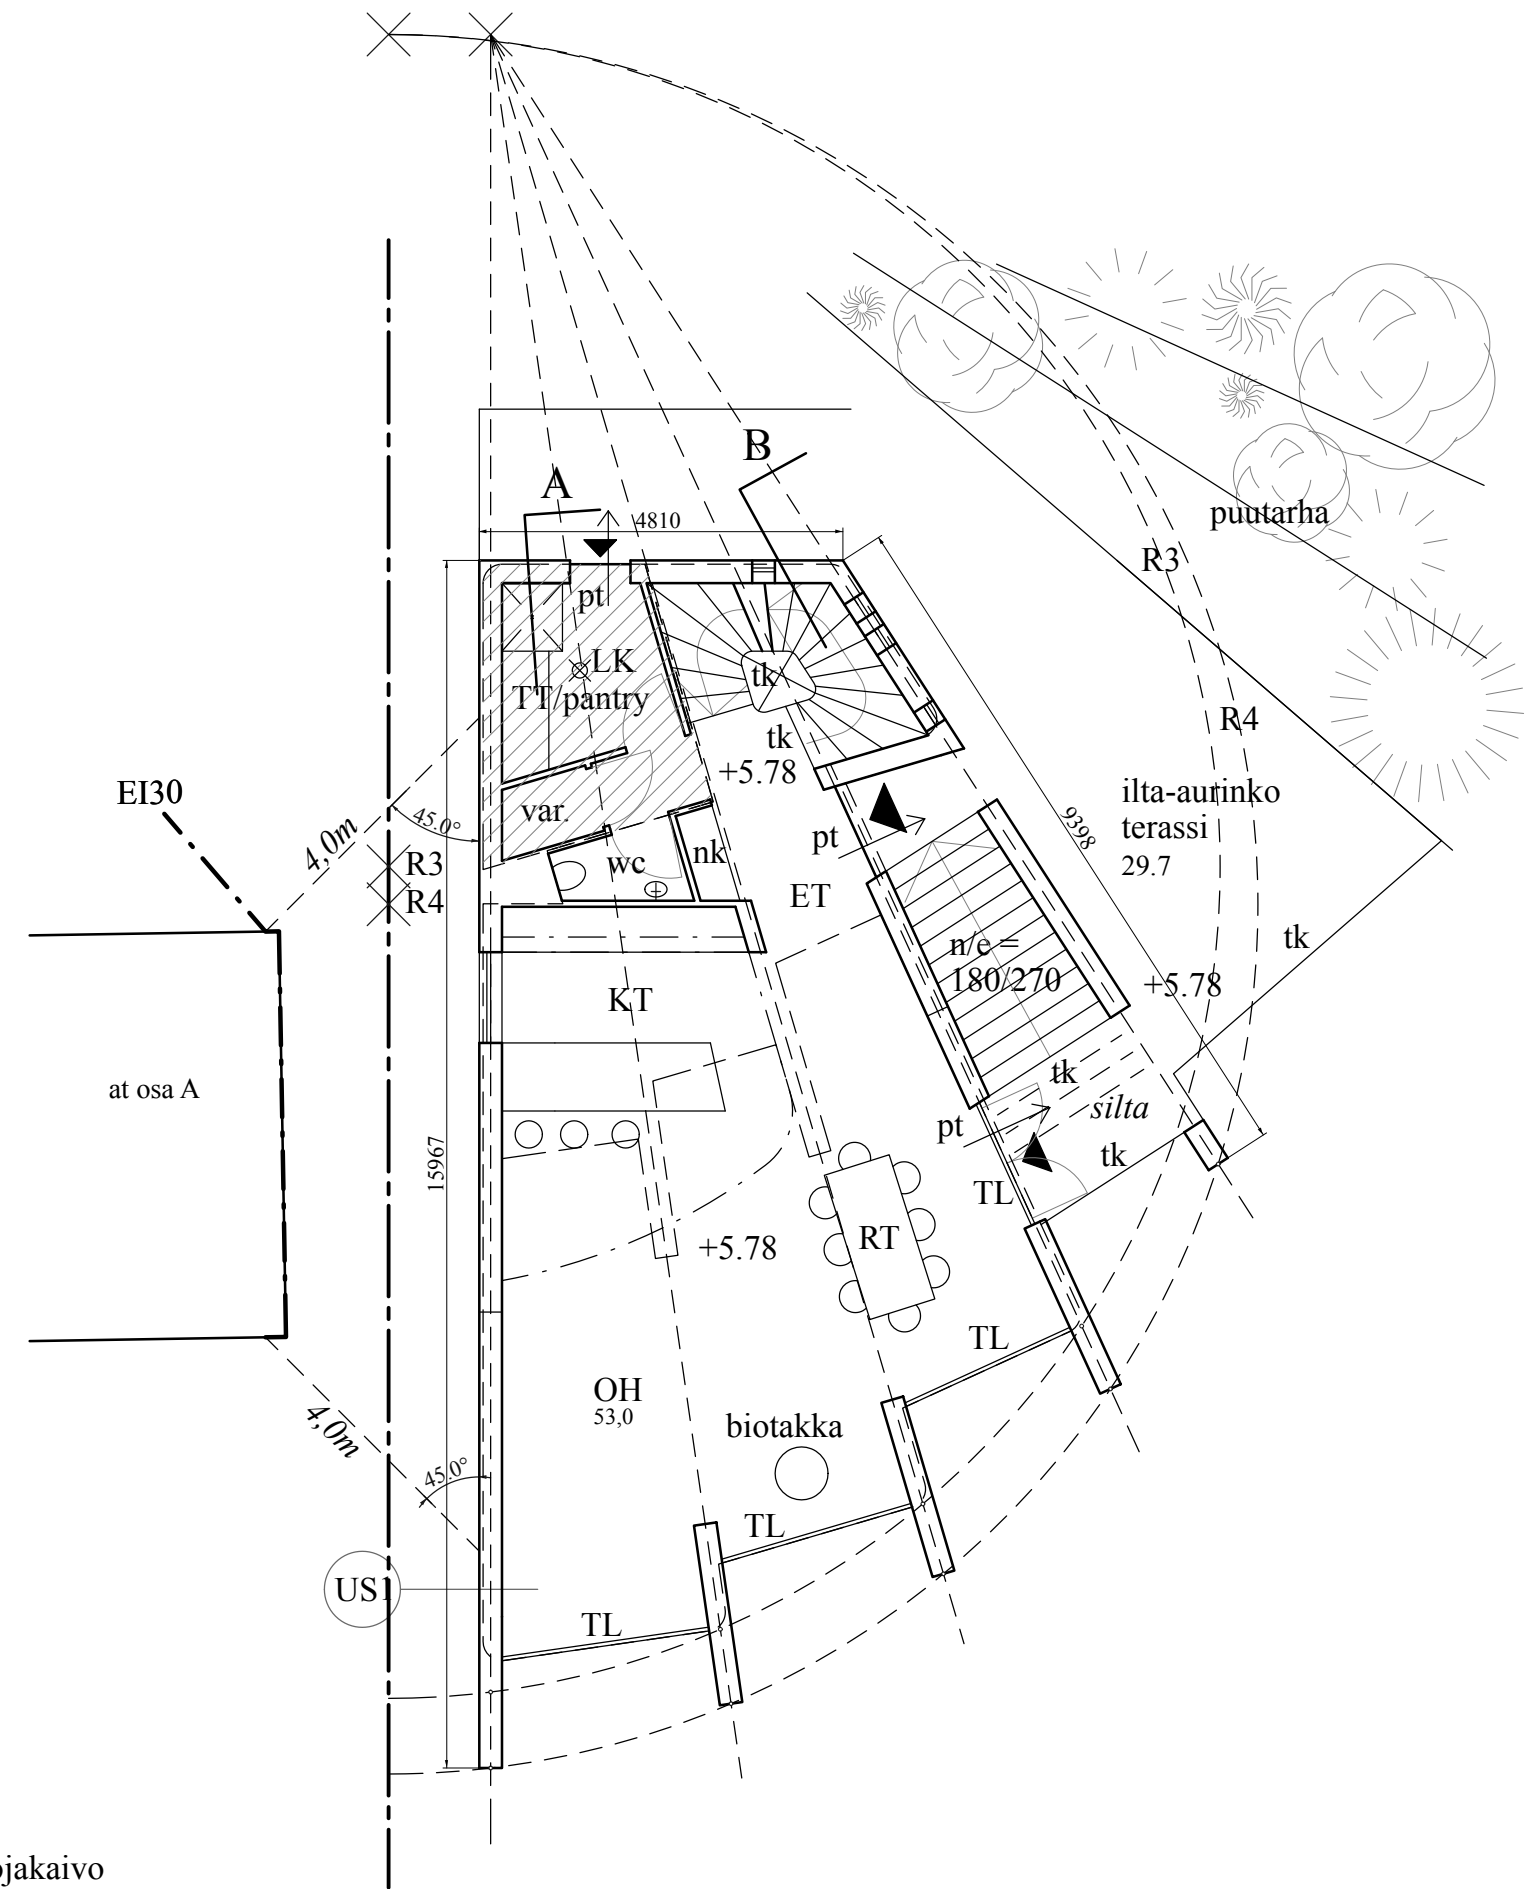 B
A
4810
puutarha
R3
pt
LK
TT/pantry
tk
tk
+5.78
R4
EI30
4,0m
45.0°
var.
9398
ilta-aurinko
terassi
29.7
pt
R3
R4
wc
nk
ET
n/e =
180/270
tk
+5.78
KT
at osa A
tk
silta
pt
tk
15967
TL
+5.78
RT
TL
OH
53,0
biotakka
4,0m
45.0°
TL
US1
TL
ojakaivo